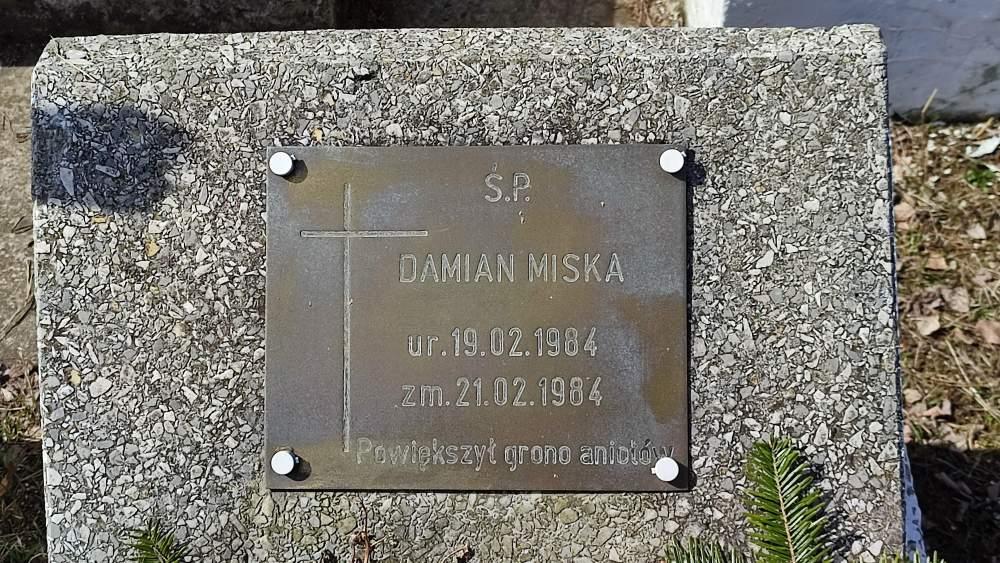 Ś.P.
DAMIAN MISKA
ur.19.02.1984
zm.21.02.1984
Powiększył grono aniołów